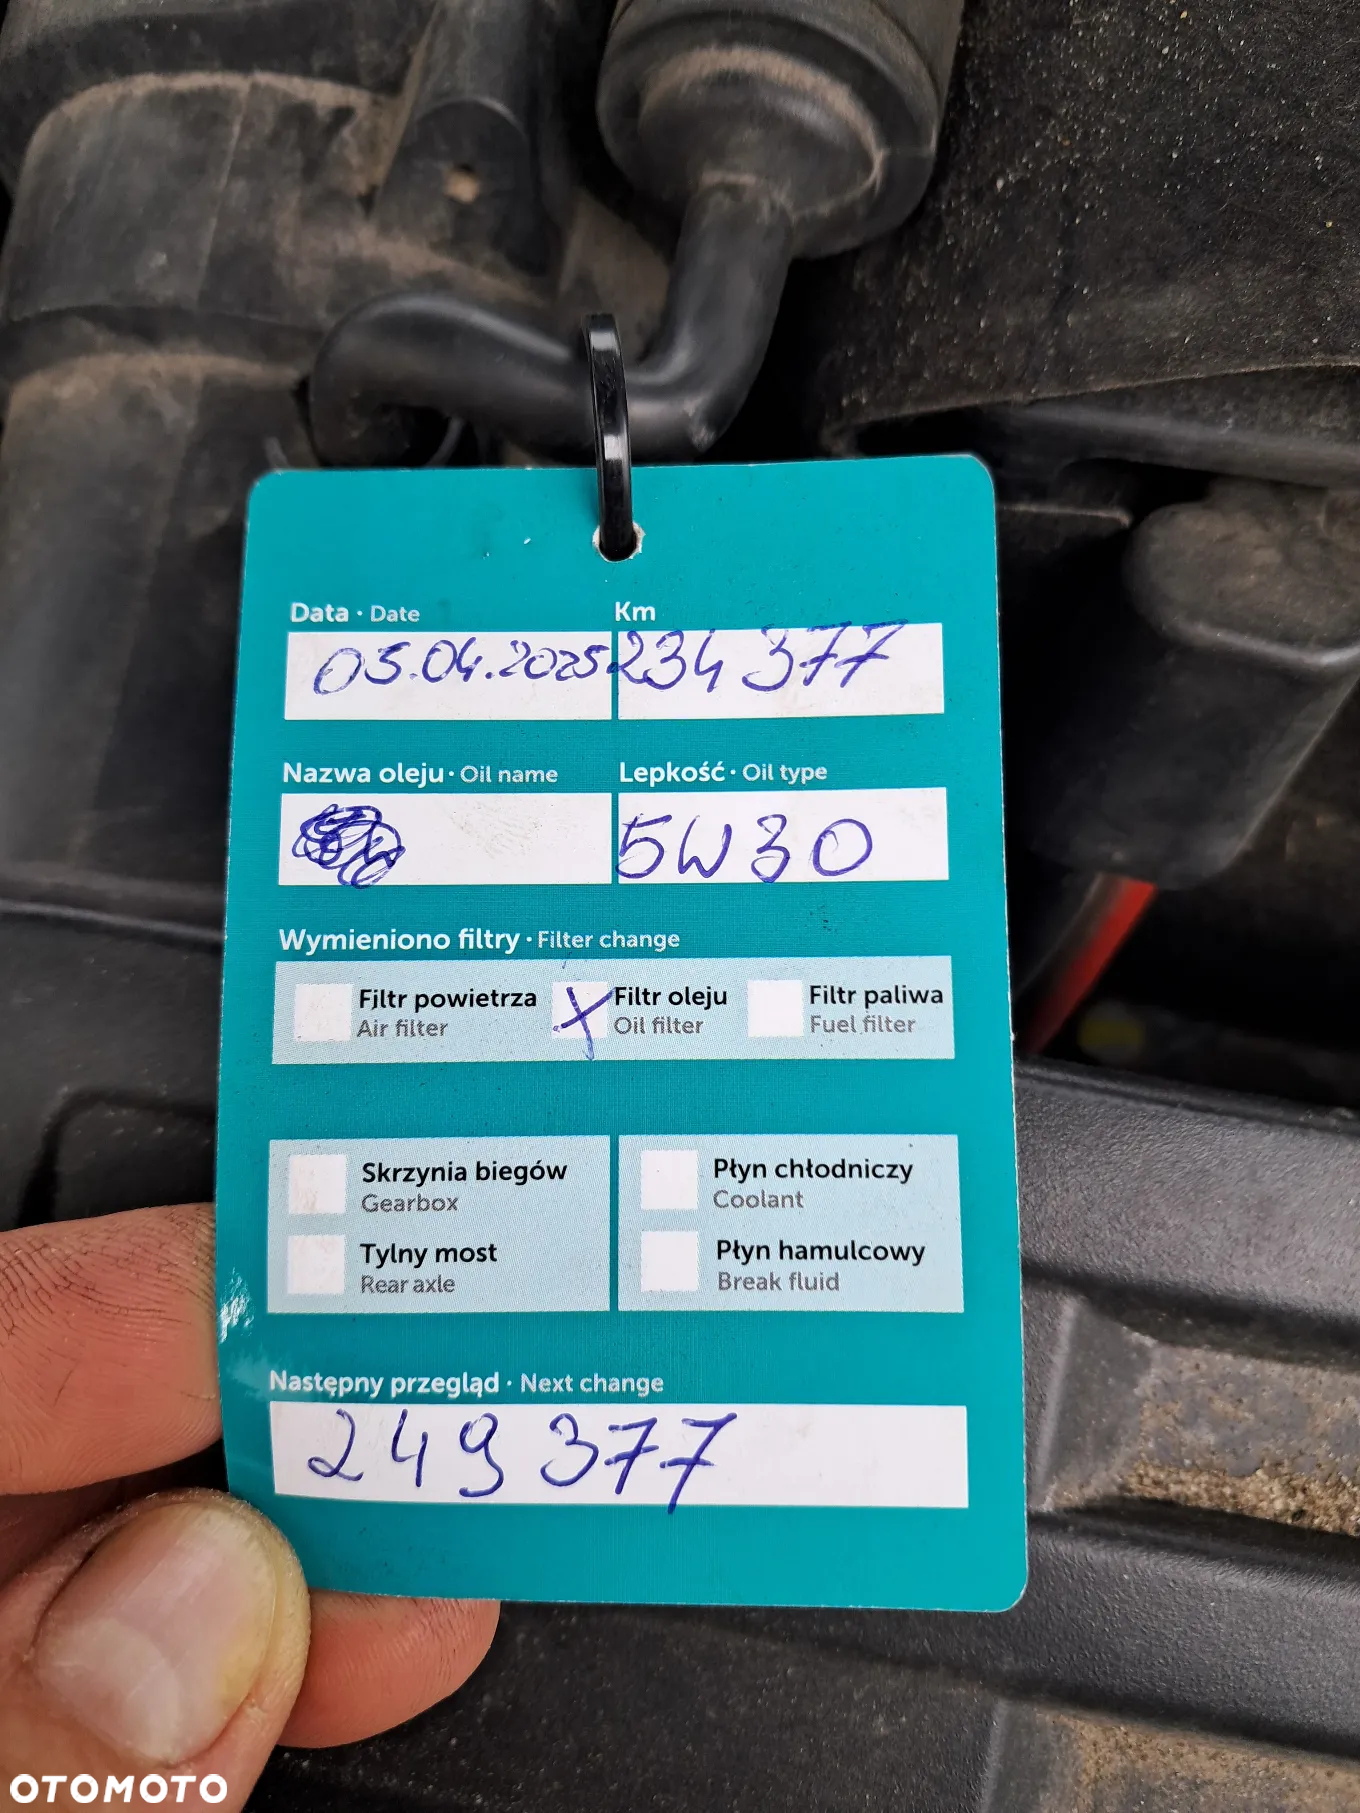 Data · Date Km
05.04.2025 234 377
Nazwa oleju · Oil name Lepkość · Oil type
5W30
Wymieniono filtry · Filter change
Filtr powietrza Filtr oleju Filtr paliwa
Air filter Oil filter Fuel filter
Skrzynia biegów Płyn chłodniczy
Gearbox Coolant
Tylny most Płyn hamulcowy
Rear axle Break fluid
Następny przegląd · Next change
249 377
OTOMOTO